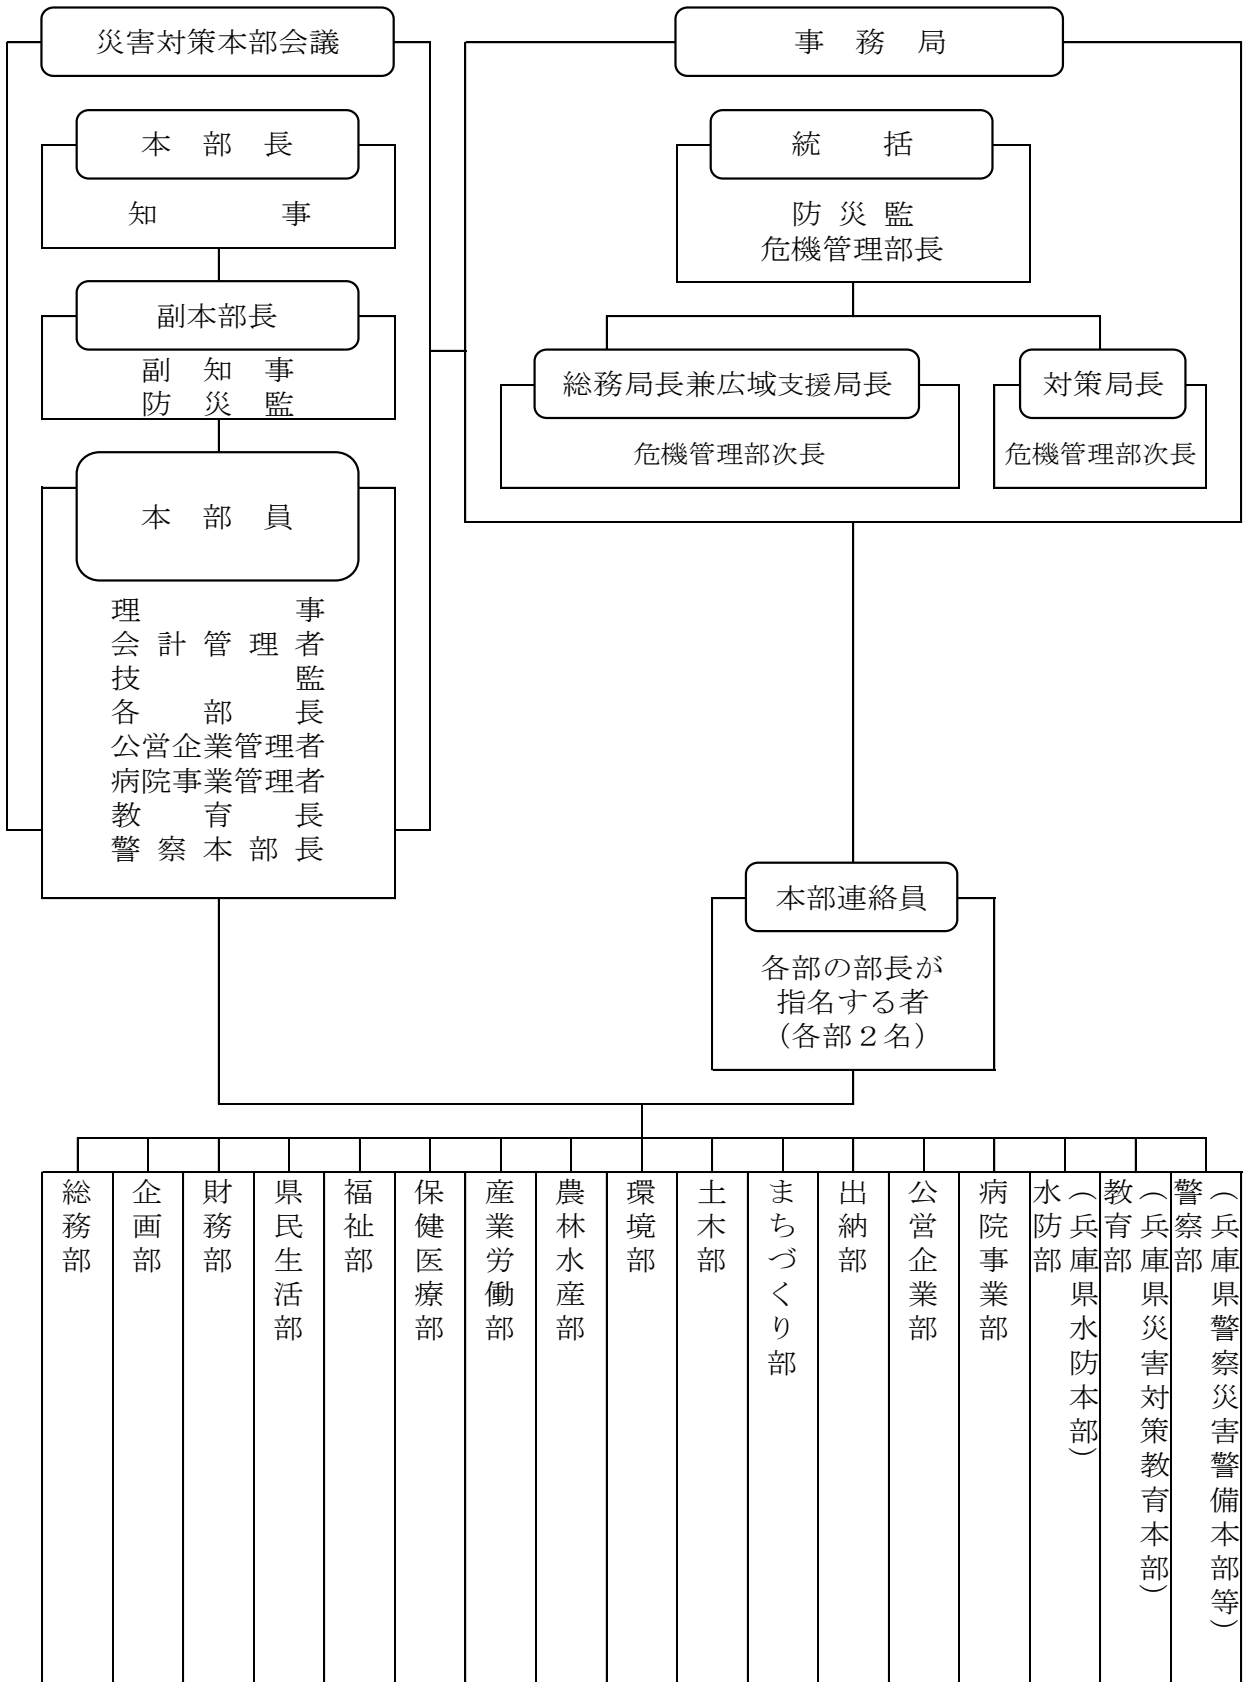 災害対策本部会議
本　部　長
知　　　　事
副本部長
副　知　事
防　災　監
本　部　員
理　　　　　事
会 計 管 理 者
技　　　　　監
各　　部　　長
公営企業管理者
病院事業管理者
教　　育　　長
警 察 本 部 長
事　務　局
統　　括
防 災 監
危機管理部長
総務局長兼広域支援局長
危機管理部次長
対策局長
危機管理部次長
本部連絡員
各部の部長が
指名する者
（各部２名）
総務部
企画部
財務部
県民生活部
福祉部
保健医療部
産業労働部
農林水産部
環境部
土木部
まちづくり部
出納部
公営企業部
病院事業部
水防部
（兵庫県水防本部）
教育部
（兵庫県災害対策教育本部）
警察部
（兵庫県警察災害警備本部等）